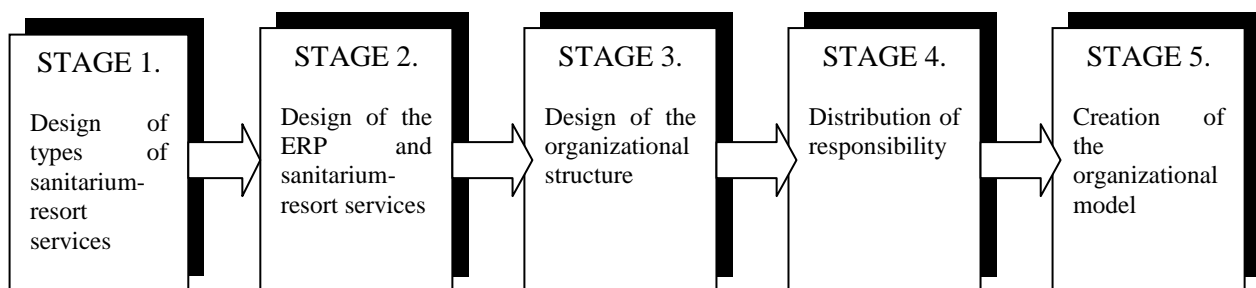 STAGE 1.
Design of
types of
sanitarium-
resort
services
STAGE 2.
Design of the
ERP and
sanitarium-
resort services
STAGE 3.
Design of the
organizational
structure
STAGE 4.
Distribution of
responsibility
STAGE 5.
Creation of
the
organizational
model